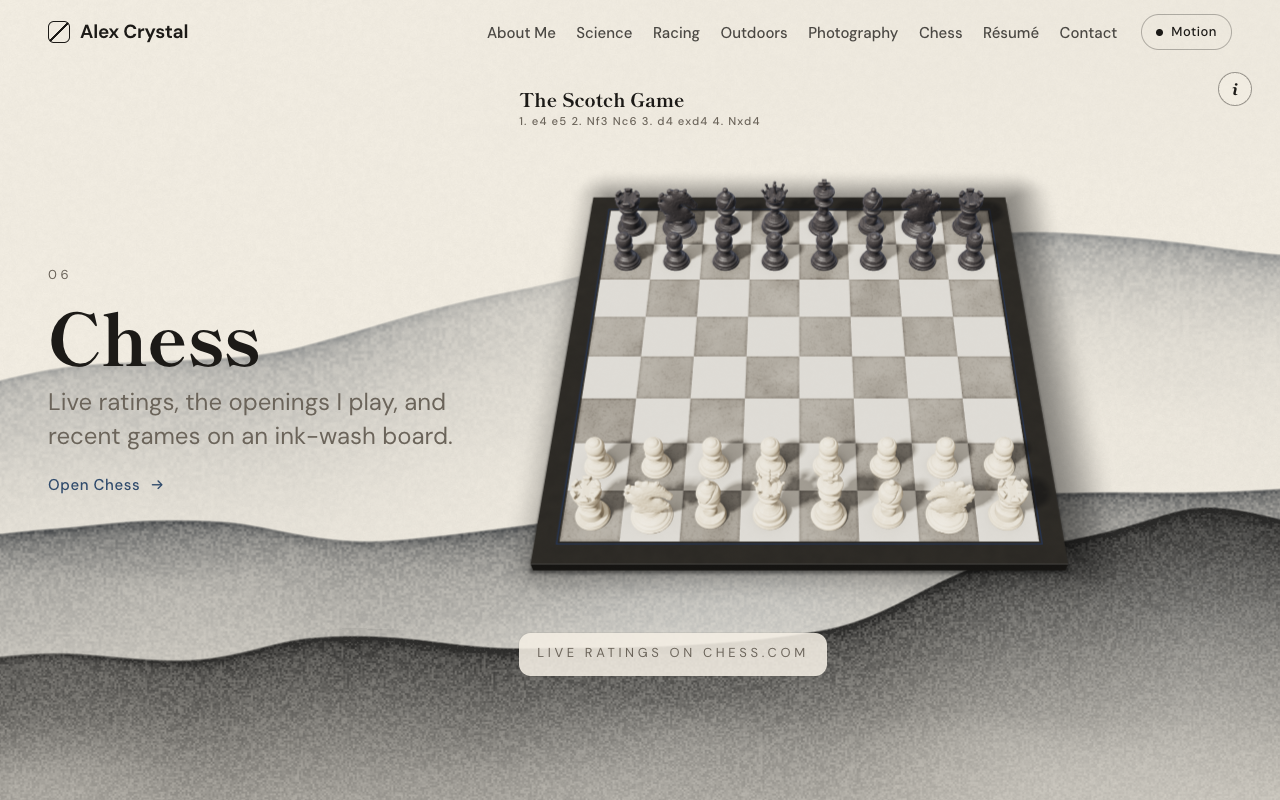 Alex Crystal
About Me Science Racing Outdoors Photography Chess Résumé Contact Motion
i
The Scotch Game
1. e4 e5 2. Nf3 Nc6 3. d4 exd4 4. Nxd4
06
Chess
Live ratings, the openings I play, and
recent games on an ink-wash board.
Open Chess →
LIVE RATINGS ON CHESS.COM